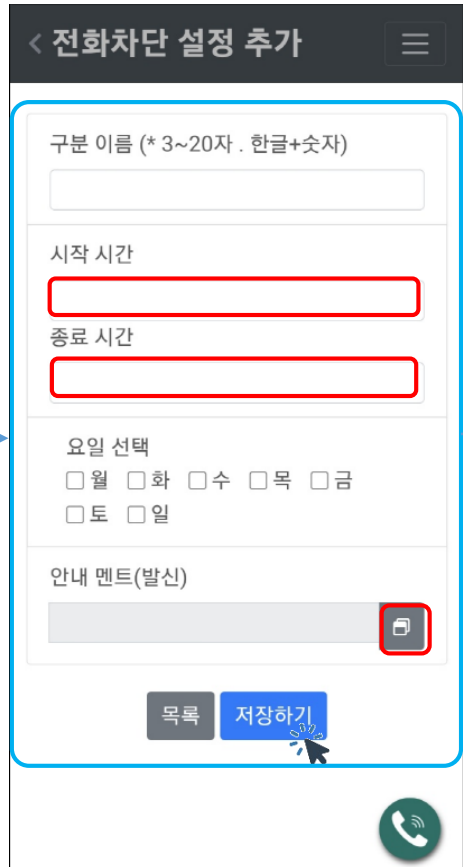 전화차단 설정 추가
구분 이름 (* 3~20자 . 한글+숫자)
시작 시간
종료 시간
요일 선택
월 화 수 목 금
토 일
안내 멘트(발신)
목록 저장하기